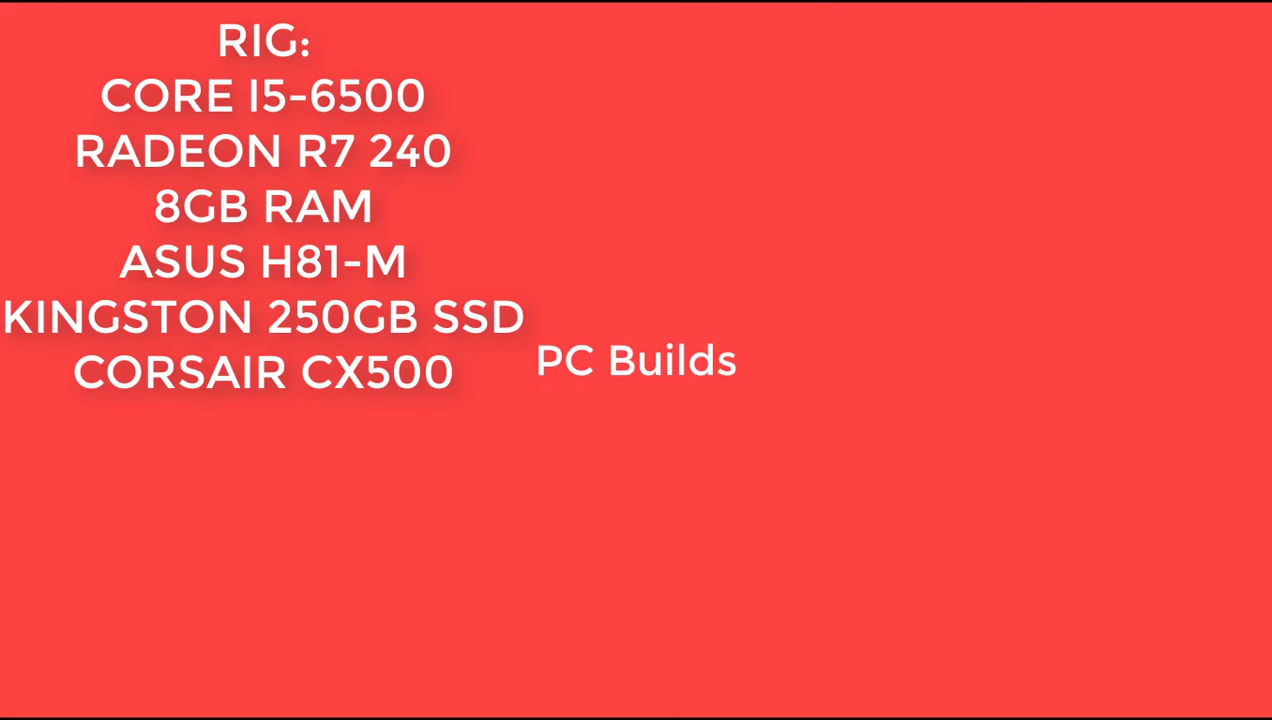 RIG:
CORE I5-6500
RADEON R7 240
8GB RAM
ASUS H81-M
KINGSTON 250GB SSD
CORSAIR CX500
PC Builds